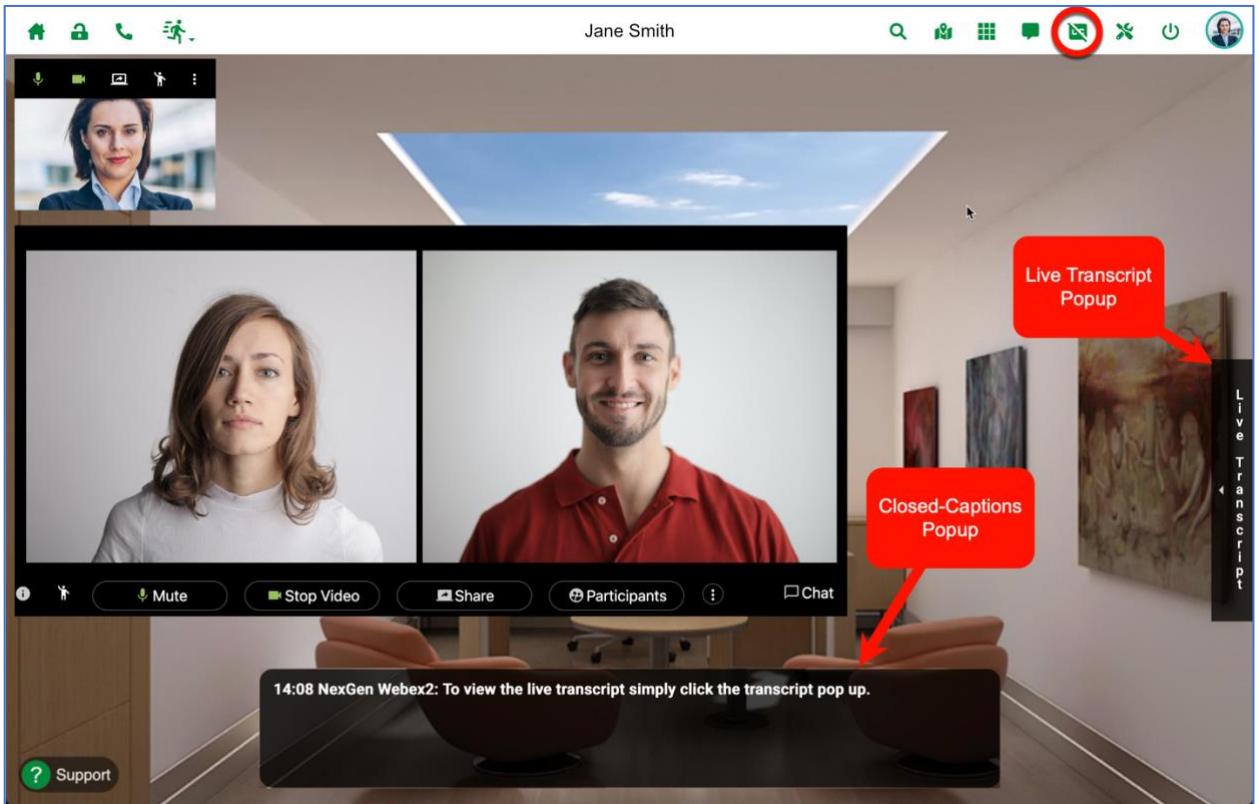 Jane Smith
Live Transcript
Popup
Live Transcript
Closed-Captions
Popup
Mute
Stop Video
Share
Participants
Chat
14:08 NexGen Webex2: To view the live transcript simply click the transcript pop up.
? Support